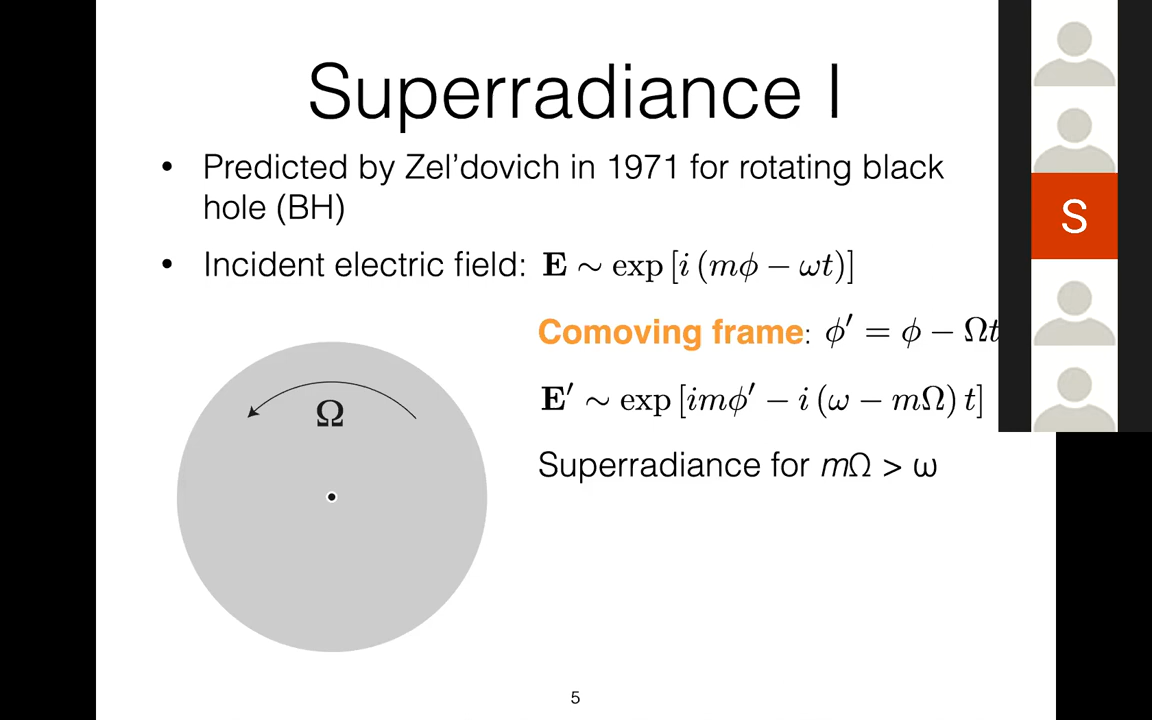 Superradiance I
• Predicted by Zel’dovich in 1971 for rotating black
hole (BH)
• Incident electric field: E ∼ exp [i (mϕ − ωt)]
Comoving frame: ϕ′ = ϕ − Ωt
E′ ∼ exp [imϕ′ − i (ω − mΩ) t]
Superradiance for mΩ > ω
Ω
5
S